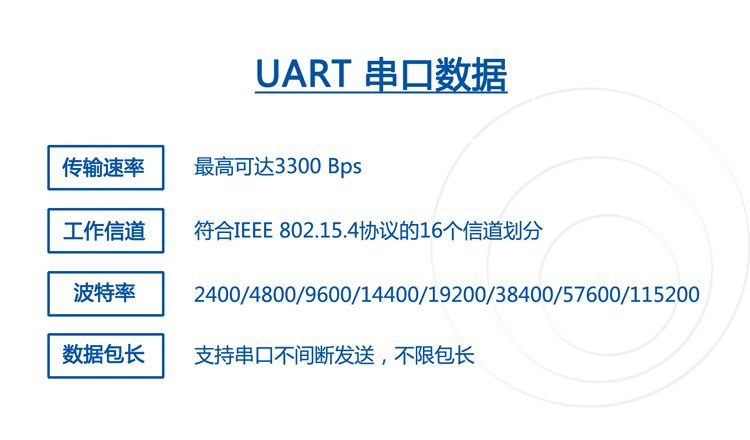 UART 串口数据
传输速率 最高可达3300 Bps
工作信道 符合IEEE 802.15.4协议的16个信道划分
波特率 2400/4800/9600/14400/19200/38400/57600/115200
数据包长 支持串口不间断发送，不限包长